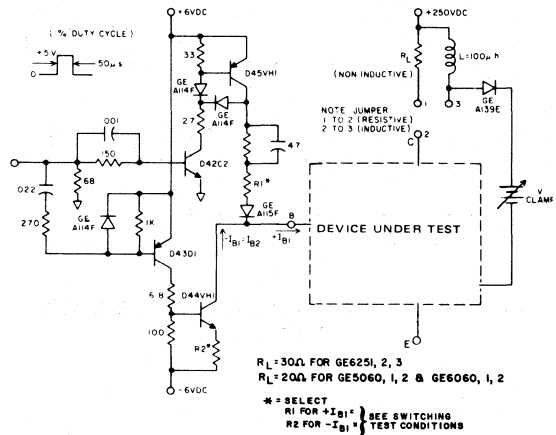 +6VDC
+250VDC
(1% DUTY CYCLE)
+5V
50µs
0
33
D45VH1
GE
A114F
GE
A114F
27
47
R1*
GE
A115F
B
.001
150
68
D42C2
.022
270
GE
A114F
1K
D43D1
6.8
D44VH1
100
R2*
-6VDC
-IB1=IB2
+IB1
RL
(NON INDUCTIVE)
L=100µh
GE
A139E
1
3
NOTE JUMPER
1 TO 2 (RESISTIVE)
2 TO 3 (INDUCTIVE)
C
2
V
CLAMP
DEVICE UNDER TEST
E
RL=30Ω FOR GE6251, 2, 3
RL=20Ω FOR GE5060, 1, 2 & GE6060, 1, 2
*=SELECT
R1 FOR +IB1= } SEE SWITCHING
R2 FOR -IB1= } TEST CONDITIONS